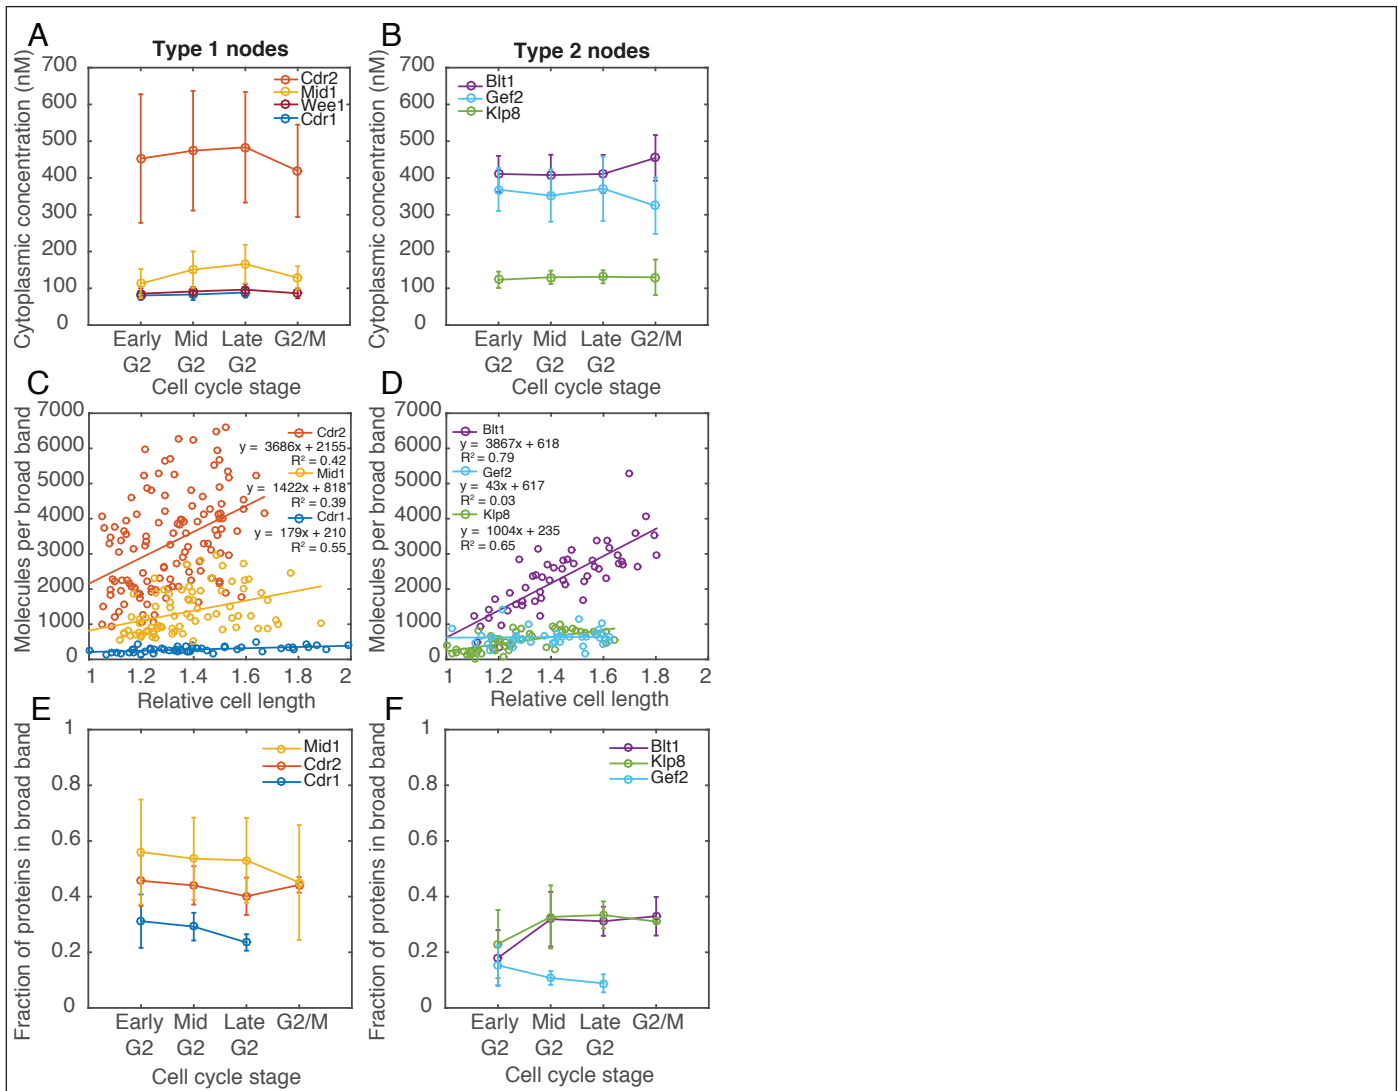 A
Type 1 nodes
Cytoplasmic concentration (nM)
700
600
500
400
300
200
100
0
Cdr2
Mid1
Wee1
Cdr1
Early
G2
Mid
G2
Late
G2
G2/M
Cell cycle stage
B
Type 2 nodes
Cytoplasmic concentration (nM)
700
600
500
400
300
200
100
0
Blt1
Gef2
Klp8
Early
G2
Mid
G2
Late
G2
G2/M
Cell cycle stage
C
Molecules per broad band
7000
6000
5000
4000
3000
2000
1000
0
Cdr2
y = 3686x + 2155
R² = 0.42
Mid1
y = 1422x + 818
R² = 0.39
Cdr1
y = 179x + 210
R² = 0.55
1 1.2 1.4 1.6 1.8 2
Relative cell length
D
Molecules per broad band
7000
6000
5000
4000
3000
2000
1000
0
Blt1
y = 3867x + 618
R² = 0.79
Gef2
y = 43x + 617
R² = 0.03
Klp8
y = 1004x + 235
R² = 0.65
1 1.2 1.4 1.6 1.8 2
Relative cell length
E
Fraction of proteins in broad band
1
0.8
0.6
0.4
0.2
0
Mid1
Cdr2
Cdr1
Early
G2
Mid
G2
Late
G2
G2/M
Cell cycle stage
F
Fraction of proteins in broad band
1
0.8
0.6
0.4
0.2
0
Blt1
Klp8
Gef2
Early
G2
Mid
G2
Late
G2
G2/M
Cell cycle stage